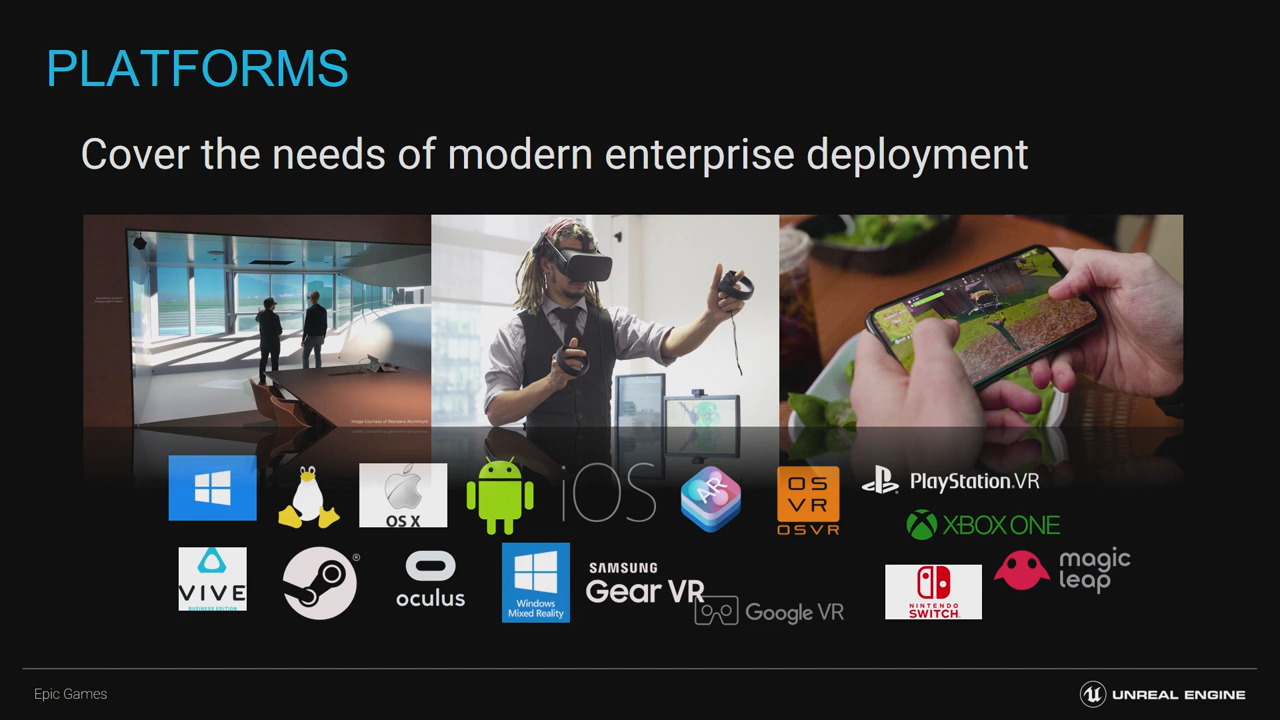 PLATFORMS
Cover the needs of modern enterprise deployment
OS X
iOS
AR
OS
VR
OSVR
PlayStation.VR
XBOX ONE
VIVE
BUSINESS EDITION
®
oculus
Windows
Mixed Reality
SAMSUNG
Gear VR
Google VR
NINTENDO
SWITCH
magic
leap
Epic Games
UNREAL ENGINE